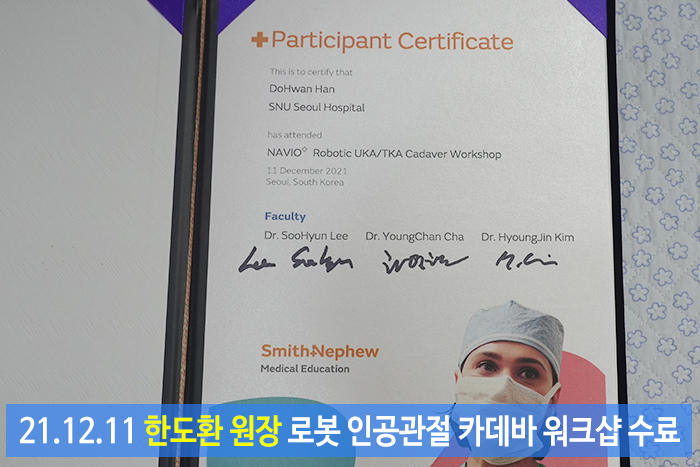 Participant Certificate
This is to certify that
DoHwan Han
SNU Seoul Hospital
has attended
NAVIO◇ Robotic UKA/TKA Cadaver Workshop
11 December 2021
Seoul, South Korea
Faculty
Dr. SooHyun Lee Dr. YoungChan Cha Dr. HyoungJin Kim
Smith+Nephew
Medical Education
21.12.11 한도환 원장 로봇 인공관절 카데바 워크샵 수료